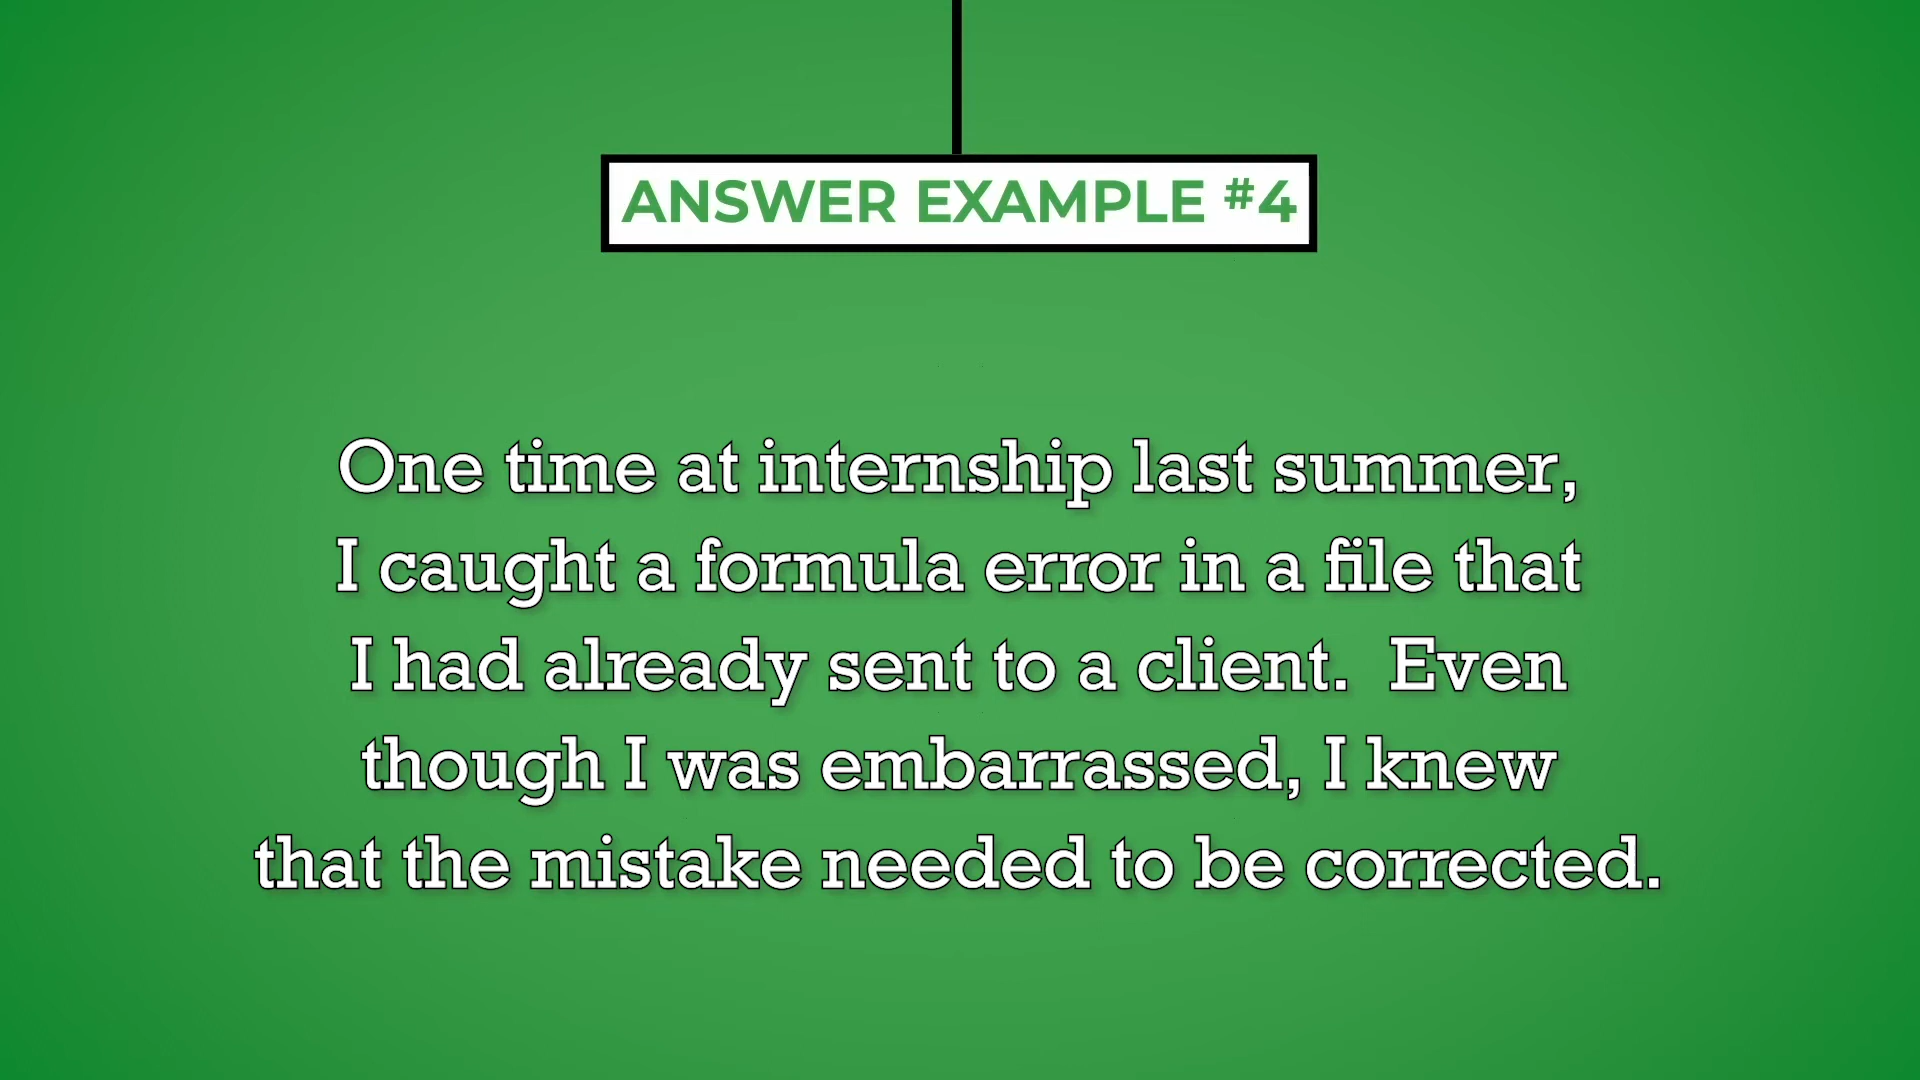 ANSWER EXAMPLE #4
One time at internship last summer,
I caught a formula error in a file that
I had already sent to a client.  Even
though I was embarrassed, I knew
that the mistake needed to be corrected.